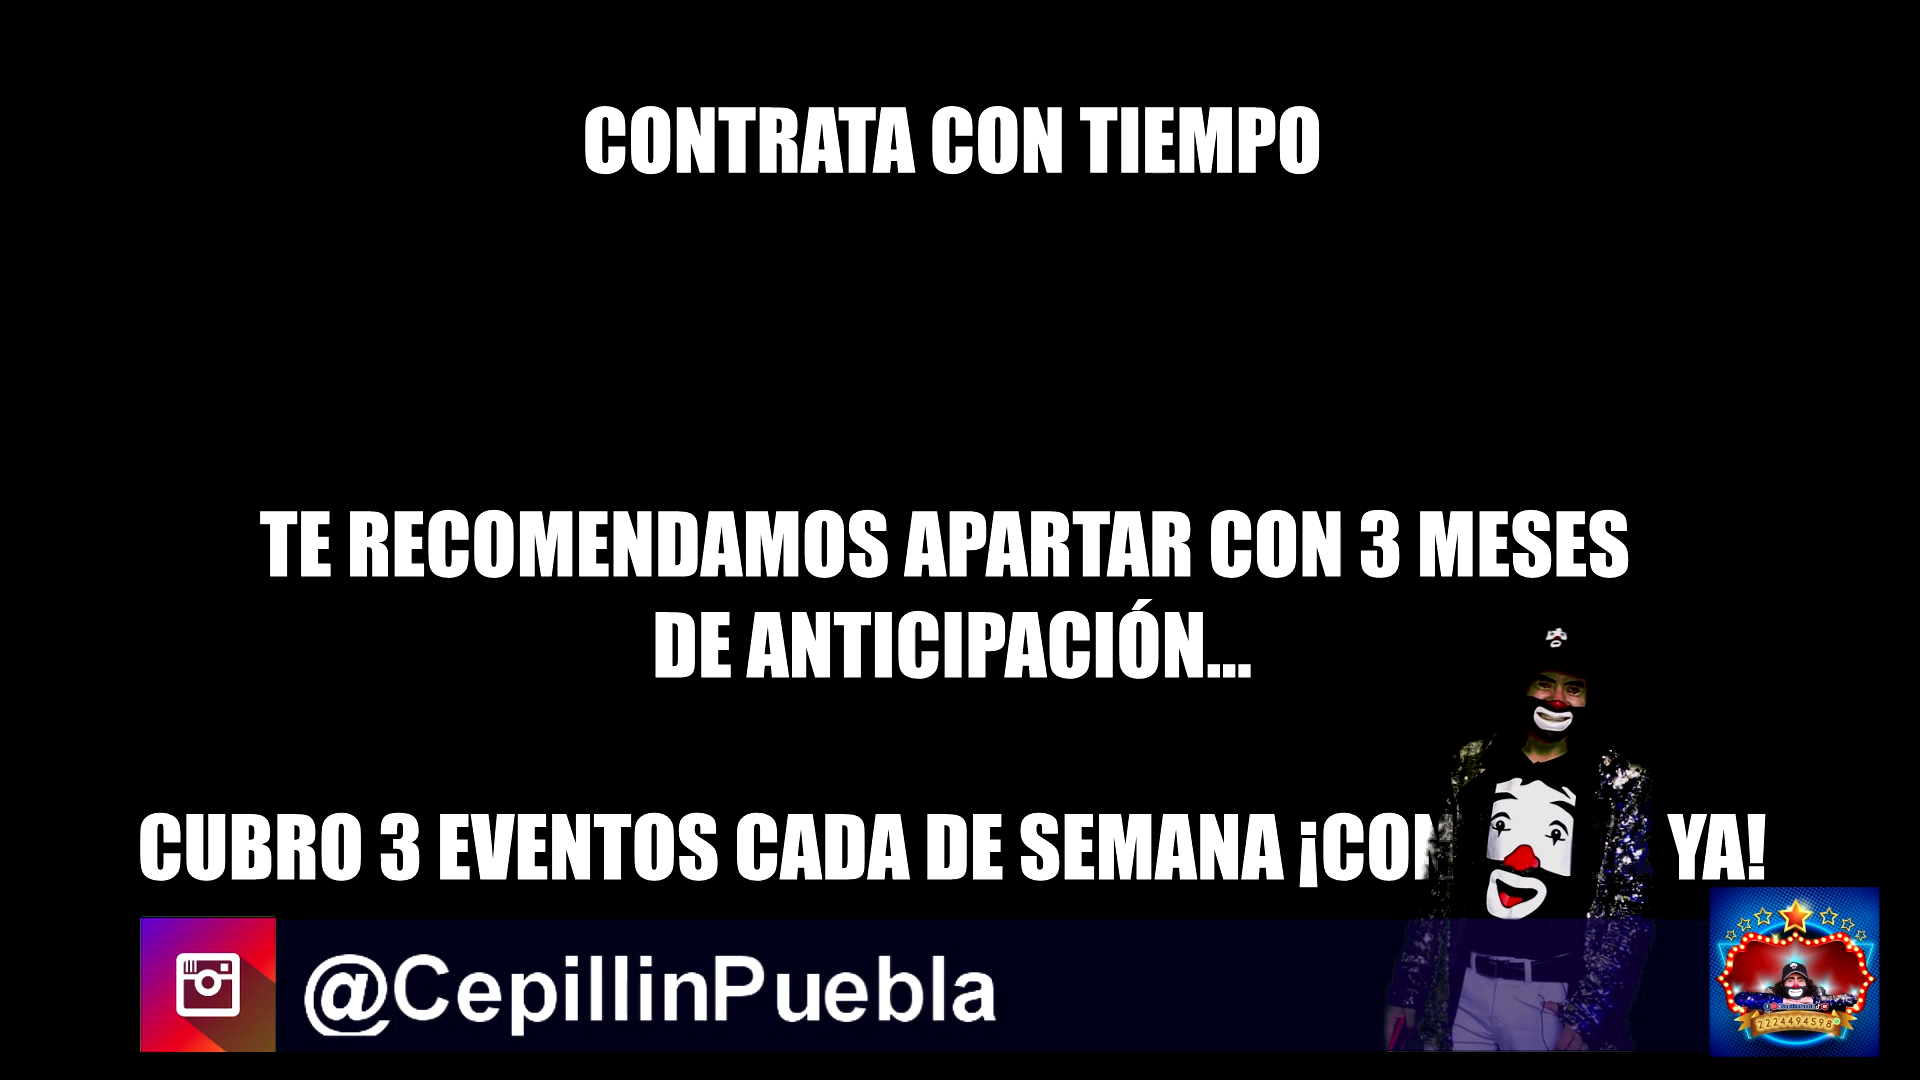 CONTRATA CON TIEMPO
TE RECOMENDAMOS APARTAR CON 3 MESES
DE ANTICIPACIÓN...
CUBRO 3 EVENTOS CADA DE SEMANA YA!
@CepillinPuebla
2224494598